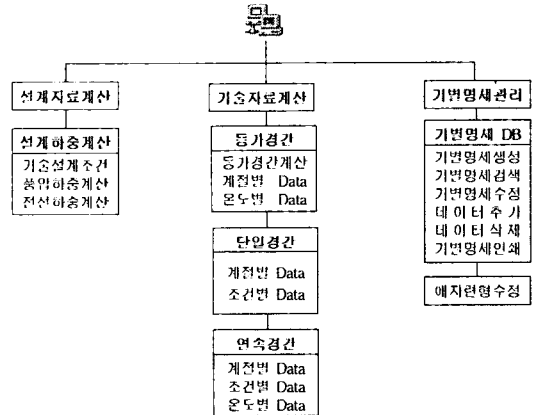 설계자료계산
설계하중계산
기술설계조건
풍압하중계산
전선하중계산
기술자료계산
등가경간
등가경간계산
계절별 Data
온도별 Data
단일경간
계절별 Data
조건별 Data
연속경간
계절별 Data
조건별 Data
온도별 Data
기별명세관리
기별명세 DB
기별명세생성
기별명세검색
기별명세수정
데이터추가
데이터삭제
기별명세인쇄
애자련형수정